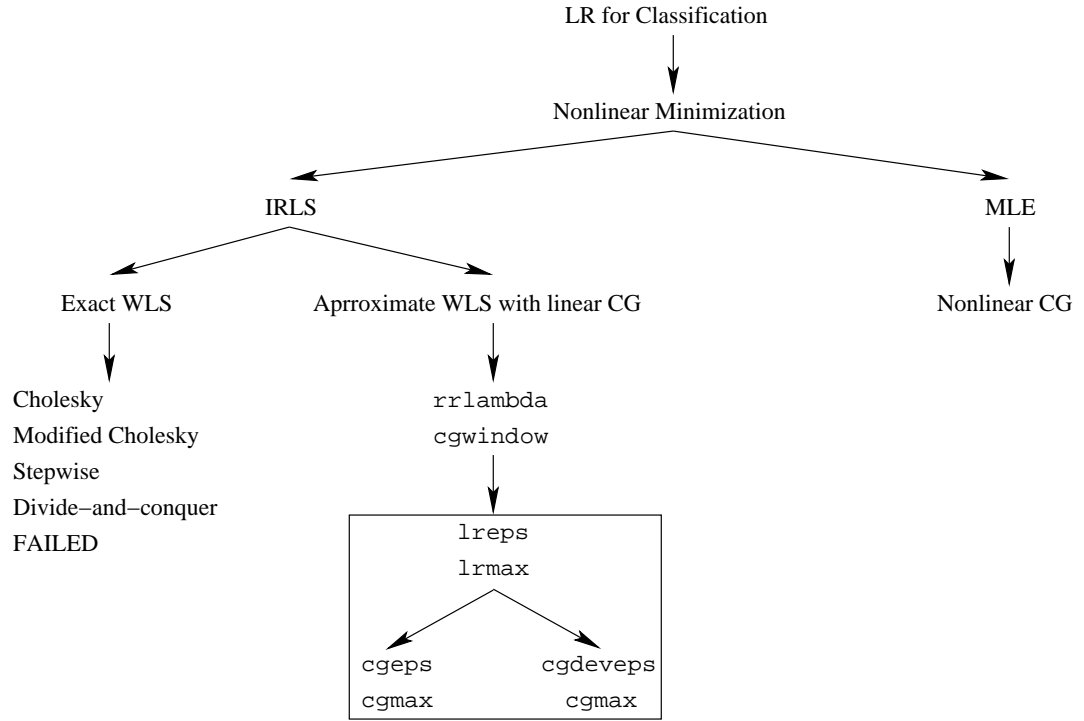 LR for Classification
Nonlinear Minimization
IRLS
MLE
Exact WLS
Aprroximate WLS with linear CG
Nonlinear CG
Cholesky
Modified Cholesky
Stepwise
Divide−and−conquer
FAILED
rrlambda
cgwindow
lreps
lrmax
cgeps
cgmax
cgdeveps
cgmax